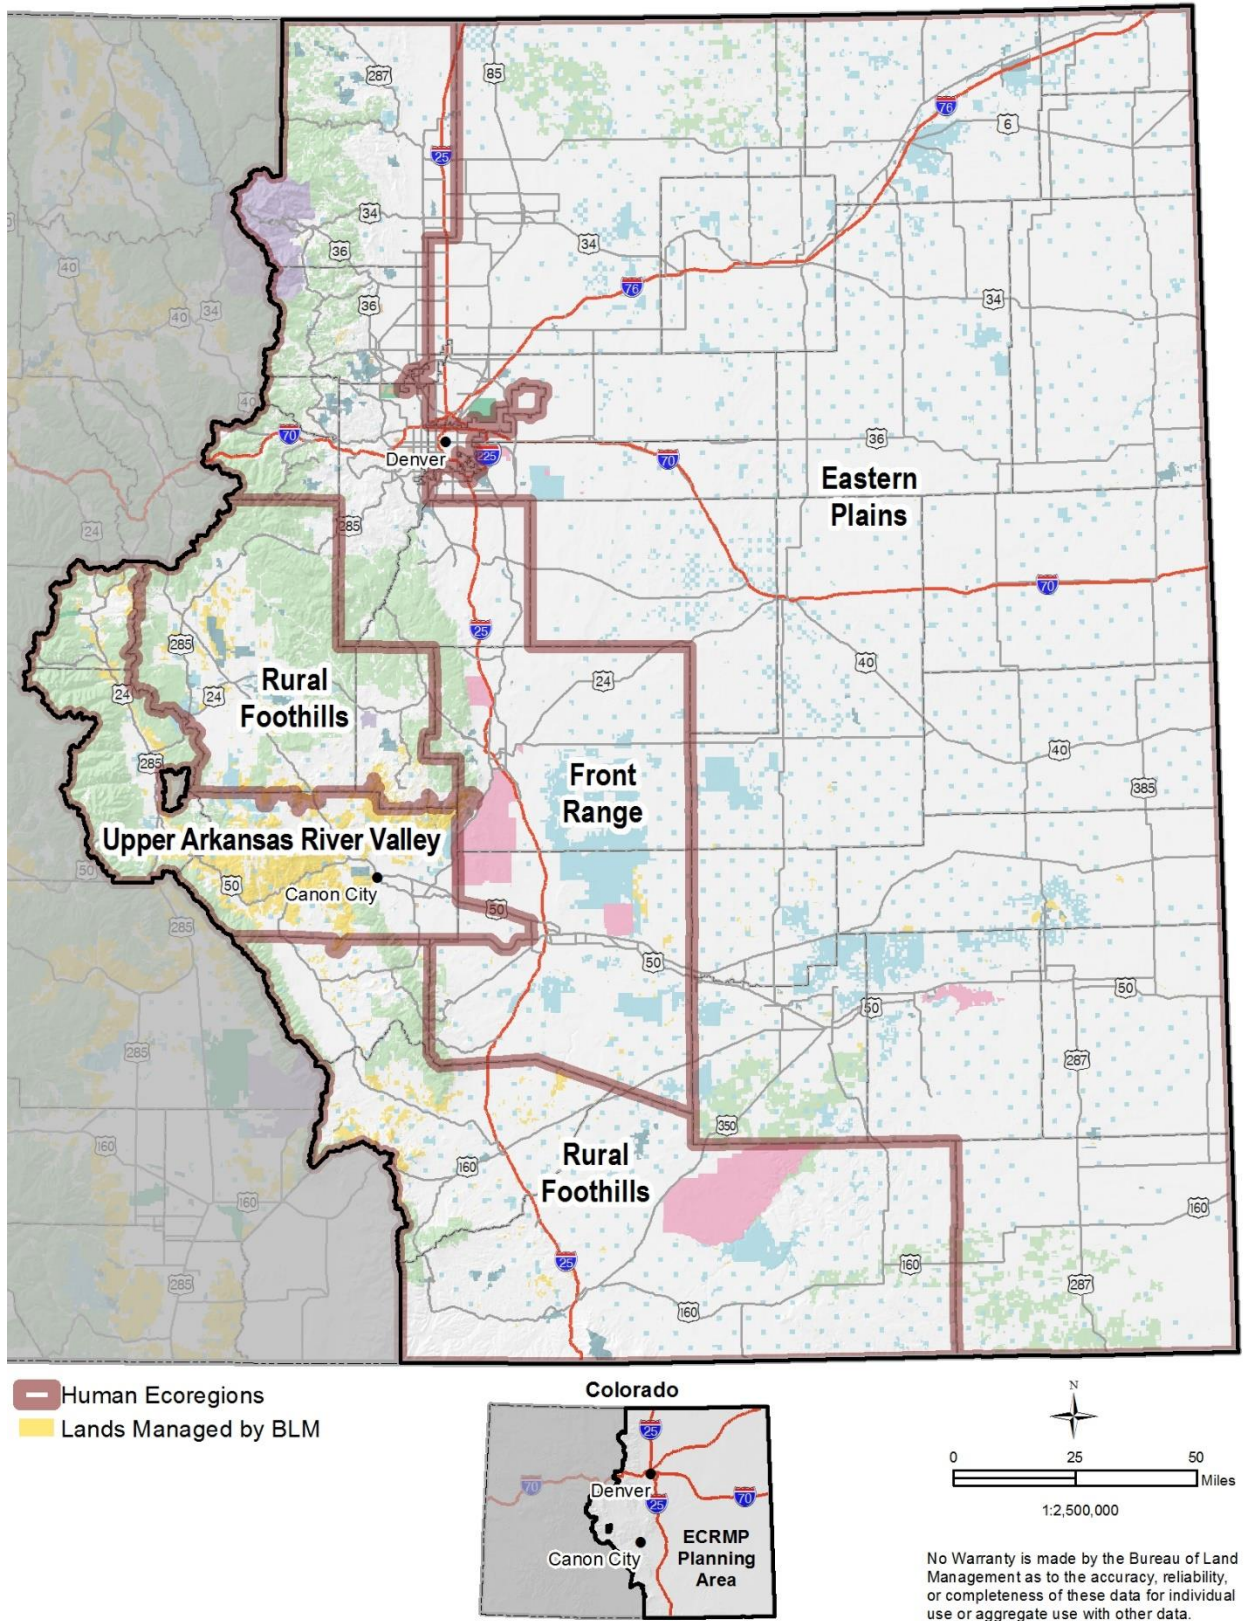 287
85
76
6
25
34
36
34
40
36
76
34
40
34
40
70
Denver
225
70
36
Eastern
Plains
285
24
70
25
285
Rural
Foothills
24
24
40
24
285
Front
Range
40
385
Upper Arkansas River Valley
50
50
Canon City
50
285
50
50
50
285
287
350
160
160
Rural
Foothills
160
160
25
160
285
287
160
Human Ecoregions
Lands Managed by BLM
Colorado
25
70
Denver
25
70
Canon City
ECRMP
Planning
Area
N
0 25 50
Miles
1:2,500,000
No Warranty is made by the Bureau of Land
Management as to the accuracy, reliability,
or completeness of these data for individual
use or aggregate use with other data.